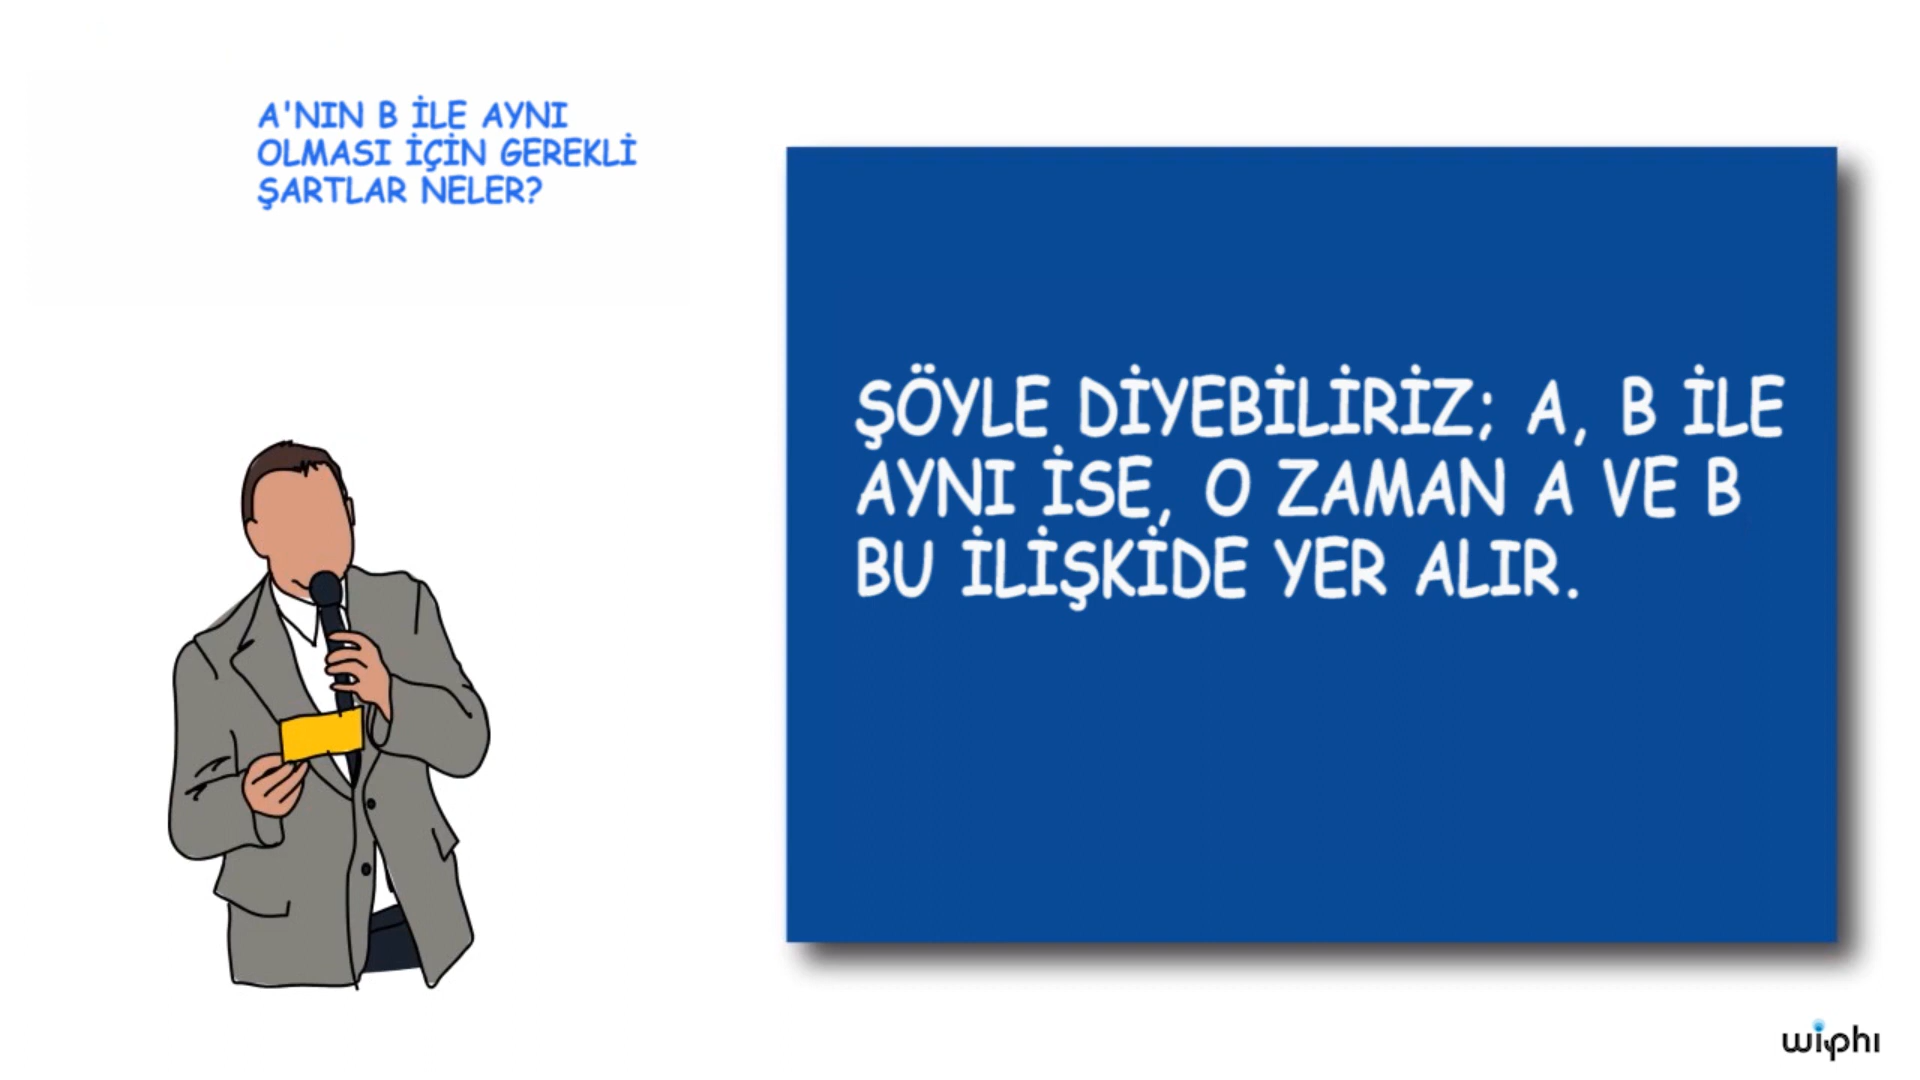 A'NIN B İLE AYNI
OLMASI İÇİN GEREKLİ
ŞARTLAR NELER?
ŞÖYLE DİYEBİLİRİZ; A, B İLE
AYNI İSE, O ZAMAN A VE B
BU İLİŞKİDE YER ALIR.
wiphi